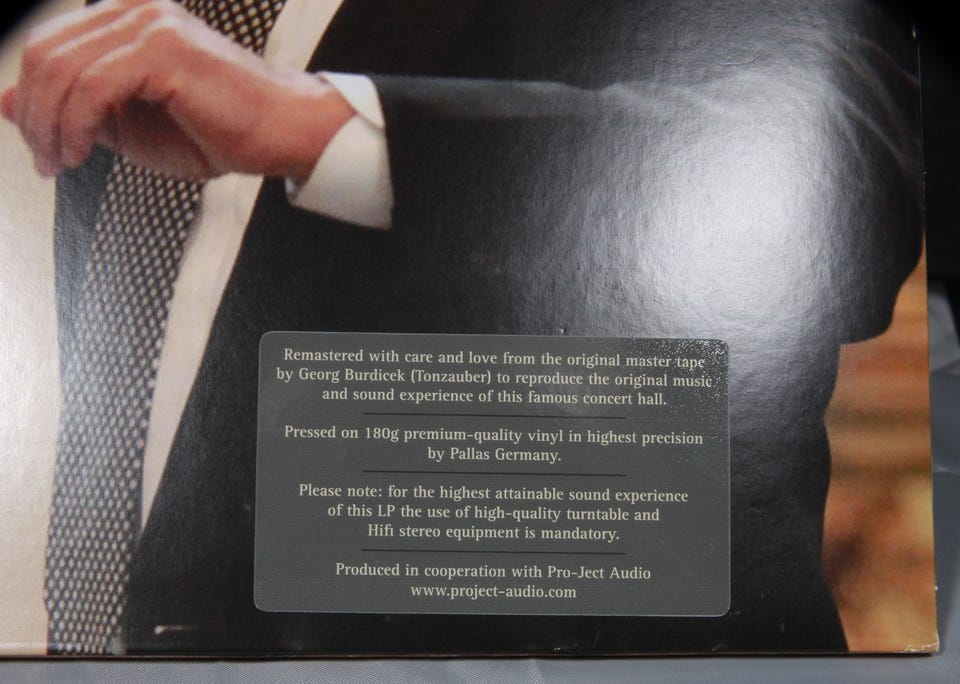 Remastered with care and love from the original master tape
by Georg Burdicek (Tonzauber) to reproduce the original music
and sound experience of this famous concert hall.
Pressed on 180g premium-quality vinyl in highest precision
by Pallas Germany.
Please note: for the highest attainable sound experience
of this LP the use of high-quality turntable and
Hifi stereo equipment is mandatory.
Produced in cooperation with Pro-Ject Audio
www.project-audio.com